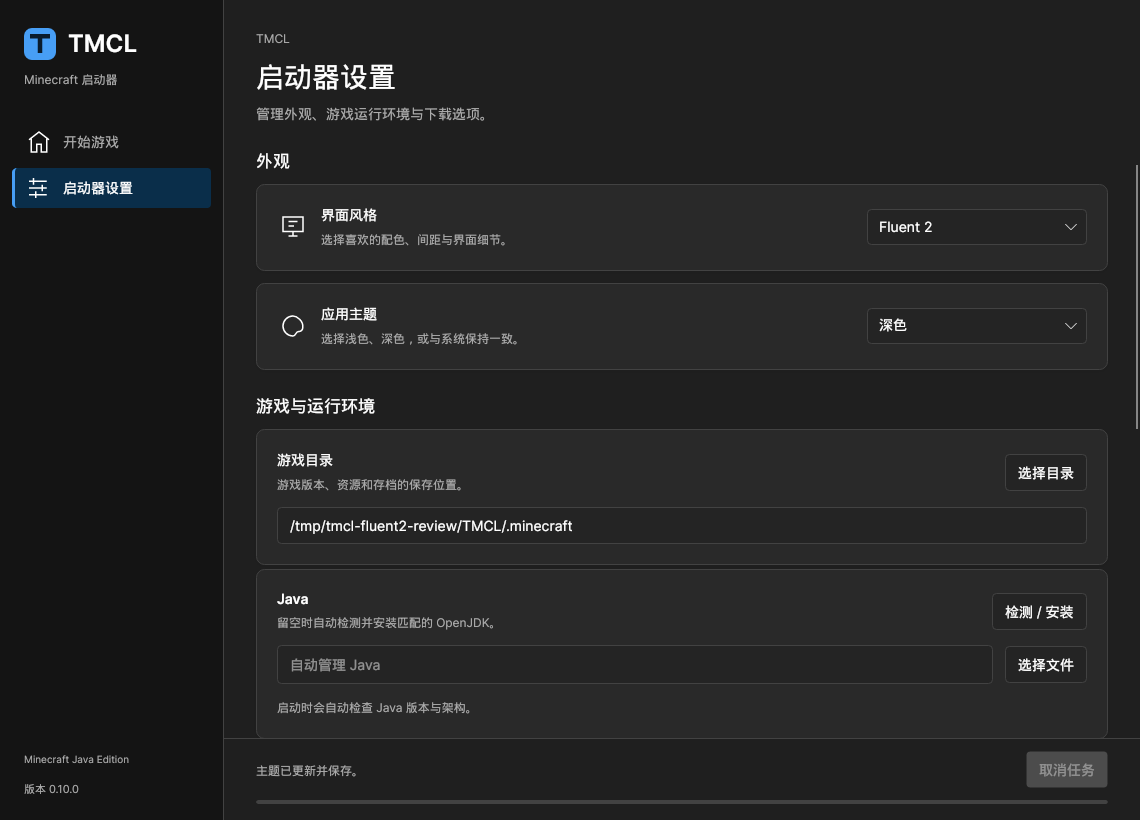 TMCL
Minecraft 启动器
开始游戏
启动器设置
Minecraft Java Edition
版本 0.10.0
TMCL
启动器设置
管理外观、游戏运行环境与下载选项。
外观
界面风格
选择喜欢的配色、间距与界面细节。
Fluent 2
应用主题
选择浅色、深色，或与系统保持一致。
深色
游戏与运行环境
游戏目录
游戏版本、资源和存档的保存位置。
选择目录
/tmp/tmcl-fluent2-review/TMCL/.minecraft
Java
留空时自动检测并安装匹配的 OpenJDK。
检测 / 安装
自动管理 Java
选择文件
启动时会自动检查 Java 版本与架构。
主题已更新并保存。
取消任务